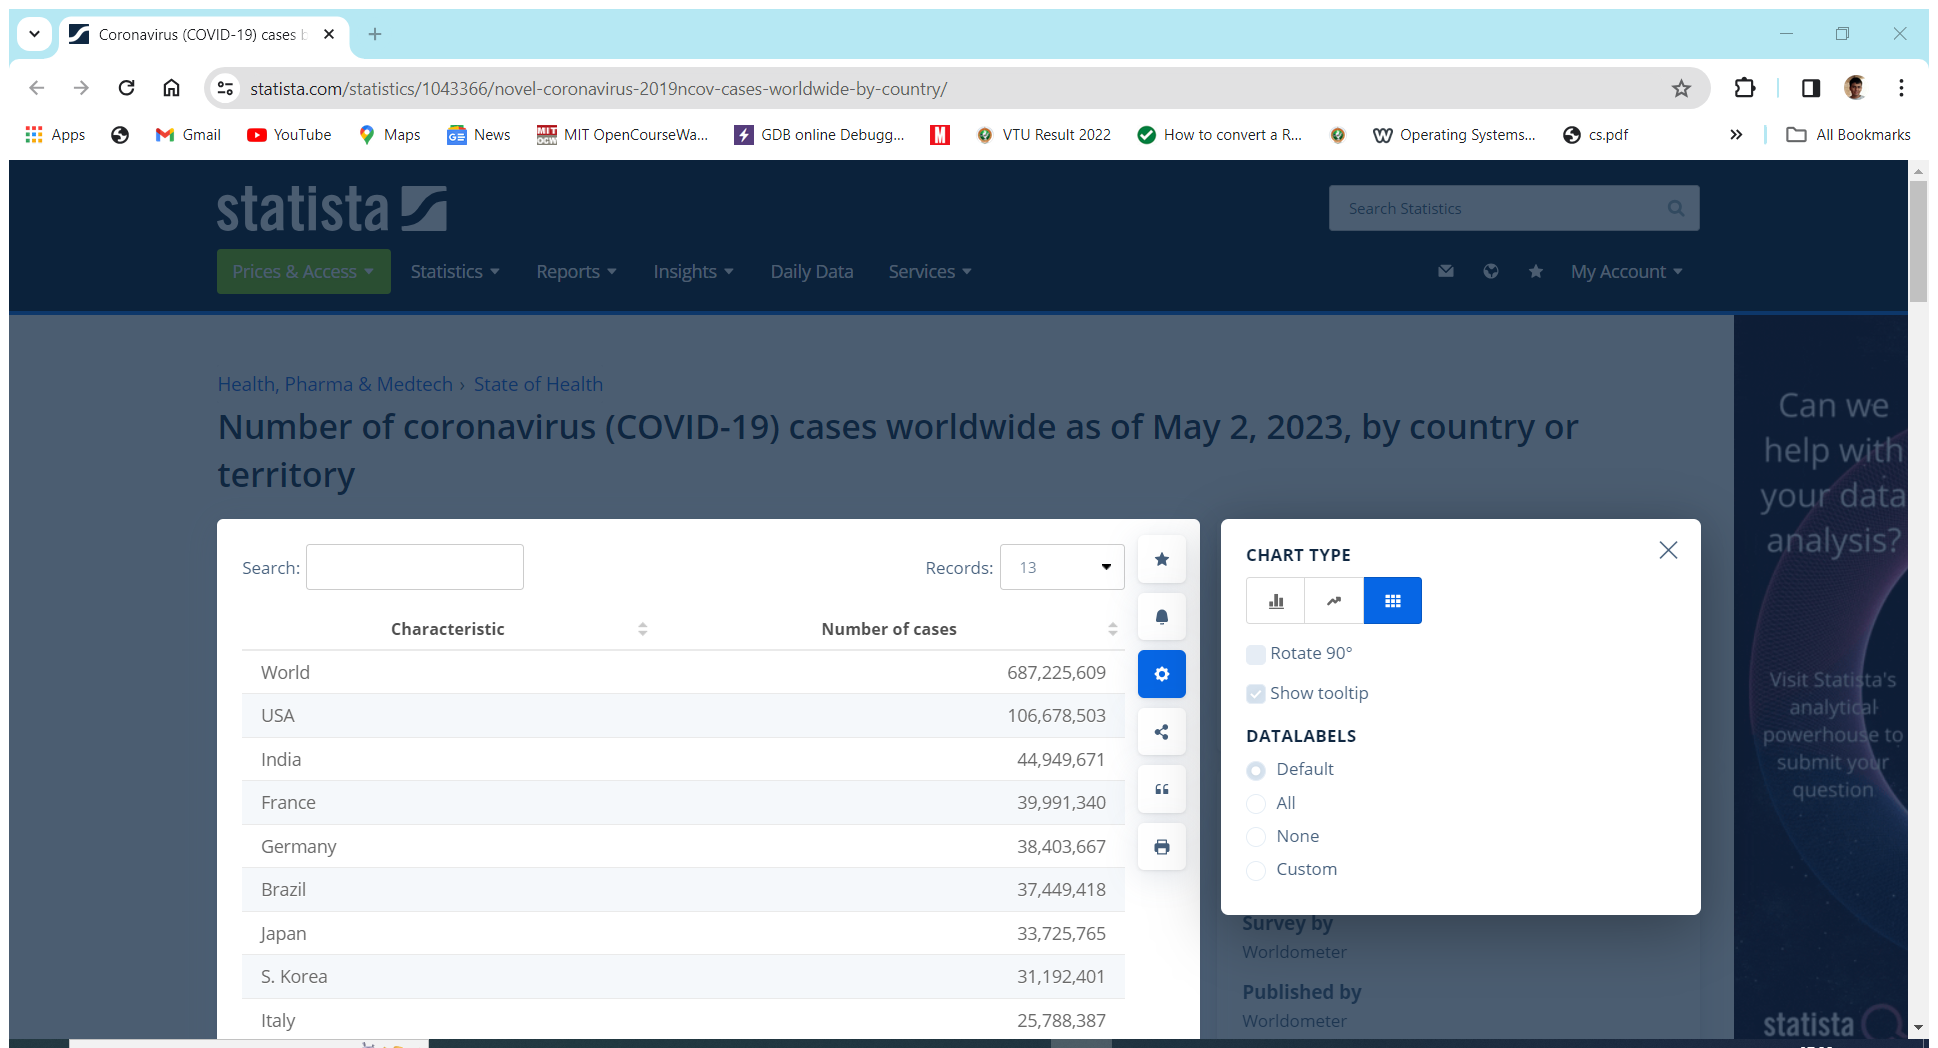 Coronavirus (COVID-19) cases
statista.com/statistics/1043366/novel-coronavirus-2019ncov-cases-worldwide-by-country/
Apps Gmail YouTube Maps News MIT OpenCourseWa... GDB online Debugg... VTU Result 2022 How to convert a R... Operating Systems... cs.pdf » All Bookmarks
statista
Search Statistics
Prices & Access Statistics Reports Insights Daily Data Services My Account
Health, Pharma & Medtech › State of Health
Number of coronavirus (COVID-19) cases worldwide as of May 2, 2023, by country or
territory
Search: Records: 13
Characteristic Number of cases
World 687,225,609
USA 106,678,503
India 44,949,671
France 39,991,340
Germany 38,403,667
Brazil 37,449,418
Japan 33,725,765
S. Korea 31,192,401
Italy 25,788,387
CHART TYPE
Rotate 90°
Show tooltip
DATALABELS
Default
All
None
Custom
Survey by
Worldometer
Published by
Worldometer
Can we
help with
your data
analysis?
Visit Statista's
analytical
powerhouse to
submit your
question
statista